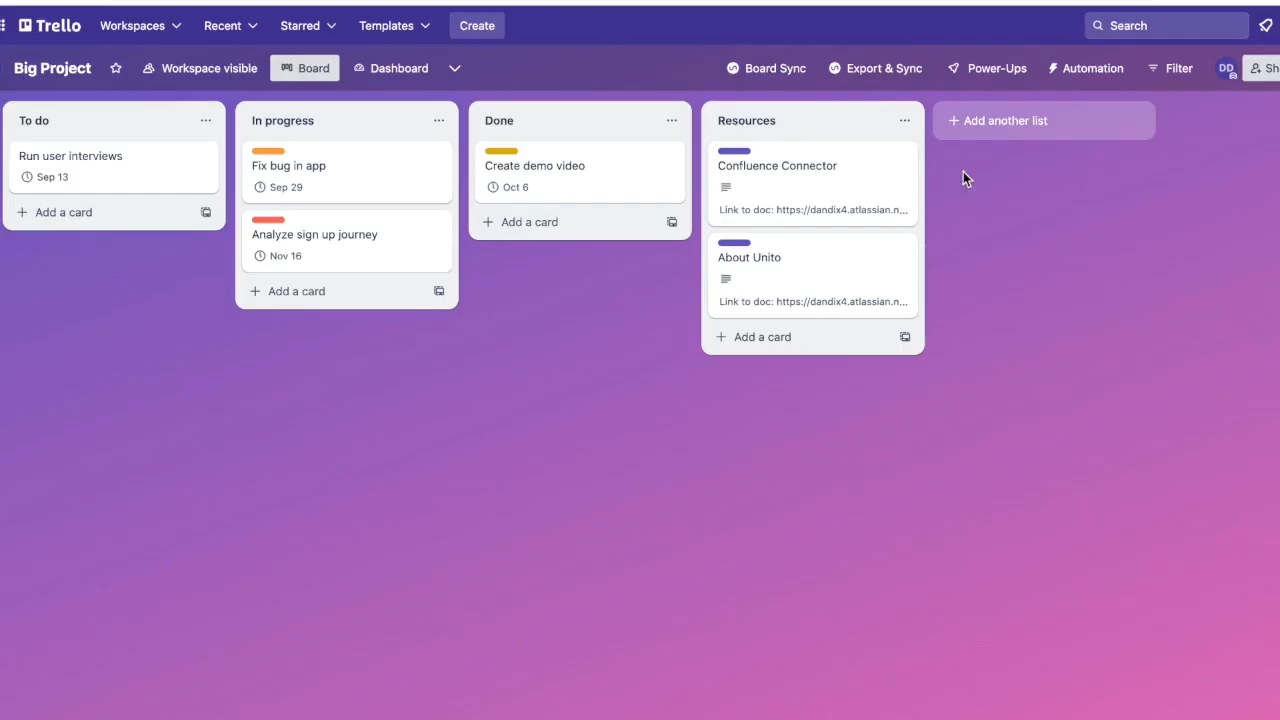 Trello Workspaces Recent Starred Templates Create Search
Big Project Workspace visible Board Dashboard Board Sync Export & Sync Power-Ups Automation Filter DD Sh
To do
Run user interviews
Sep 13
+ Add a card
In progress
Fix bug in app
Sep 29
Analyze sign up journey
Nov 16
+ Add a card
Done
Create demo video
Oct 6
+ Add a card
Resources
Confluence Connector
Link to doc: https://dandix4.atlassian.n...
About Unito
Link to doc: https://dandix4.atlassian.n...
+ Add a card
+ Add another list